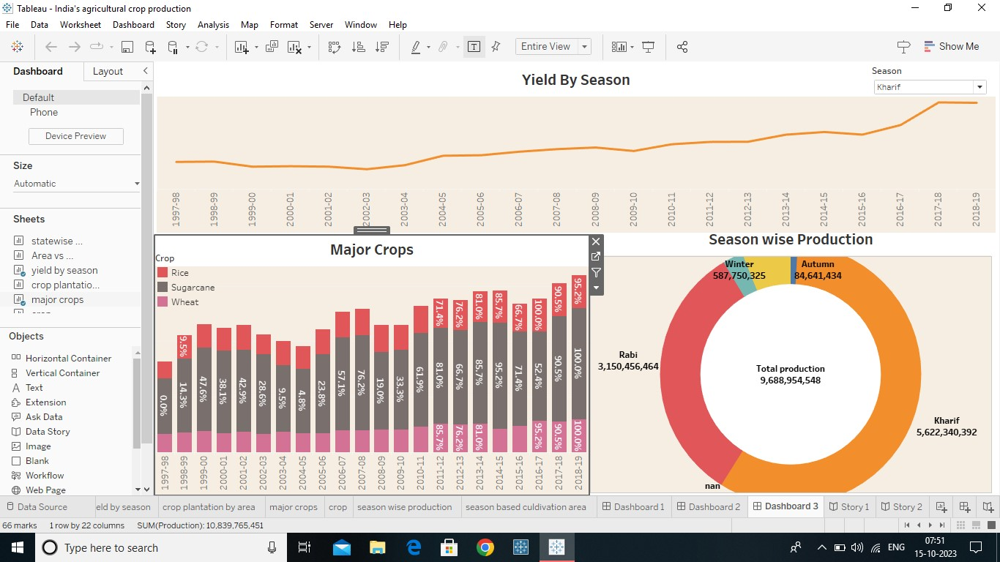 Tableau - India's agricultural crop production
File Data Worksheet Dashboard Story Analysis Map Format Server Window Help
Entire View
Show Me
Dashboard Layout
Default
Phone
Device Preview
Size
Automatic
Sheets
statewise ...
Area vs ...
yield by season
crop plantatio...
major crops
Objects
Horizontal Container
Vertical Container
Text
Extension
Ask Data
Data Story
Image
Blank
Workflow
Web Page
Yield By Season
Season
Kharif
1997-98 1998-99 1999-00 2000-01 2001-02 2002-03 2003-04 2004-05 2005-06 2006-07 2007-08 2008-09 2009-10 2010-11 2011-12 2012-13 2013-14 2014-15 2015-16 2016-17 2017-18 2018-19
Major Crops
Crop
Rice
Sugarcane
Wheat
9.5% 71.4% 76.2% 81.0% 85.7% 66.7% 100.0% 90.5% 95.2%
0.0% 14.3% 47.6% 38.1% 42.9% 28.6% 9.5% 4.8% 23.8% 57.1% 76.2% 19.0% 33.3% 61.9% 81.0% 66.7% 85.7% 95.2% 71.4% 52.4% 90.5% 100.0%
85.7% 76.2% 81.0% 95.2% 90.5% 100.0%
1997-98 1998-99 1999-00 2000-01 2001-02 2002-03 2003-04 2004-05 2005-06 2006-07 2007-08 2008-09 2009-10 2010-11 2011-12 2012-13 2013-14 2014-15 2015-16 2016-17 2017-18 2018-19
Season wise Production
Winter
587,750,325
Autumn
84,641,434
Rabi
3,150,456,464
Total production
9,688,954,548
Kharif
5,622,340,392
nan
Data Source eld by season crop plantation by area major crops crop season wise production season based culdivation area Dashboard 1 Dashboard 2 Dashboard 3 Story 1 Story 2
66 marks 1 row by 22 columns SUM(Production): 10,839,765,451
Type here to search
ENG
07:51
15-10-2023